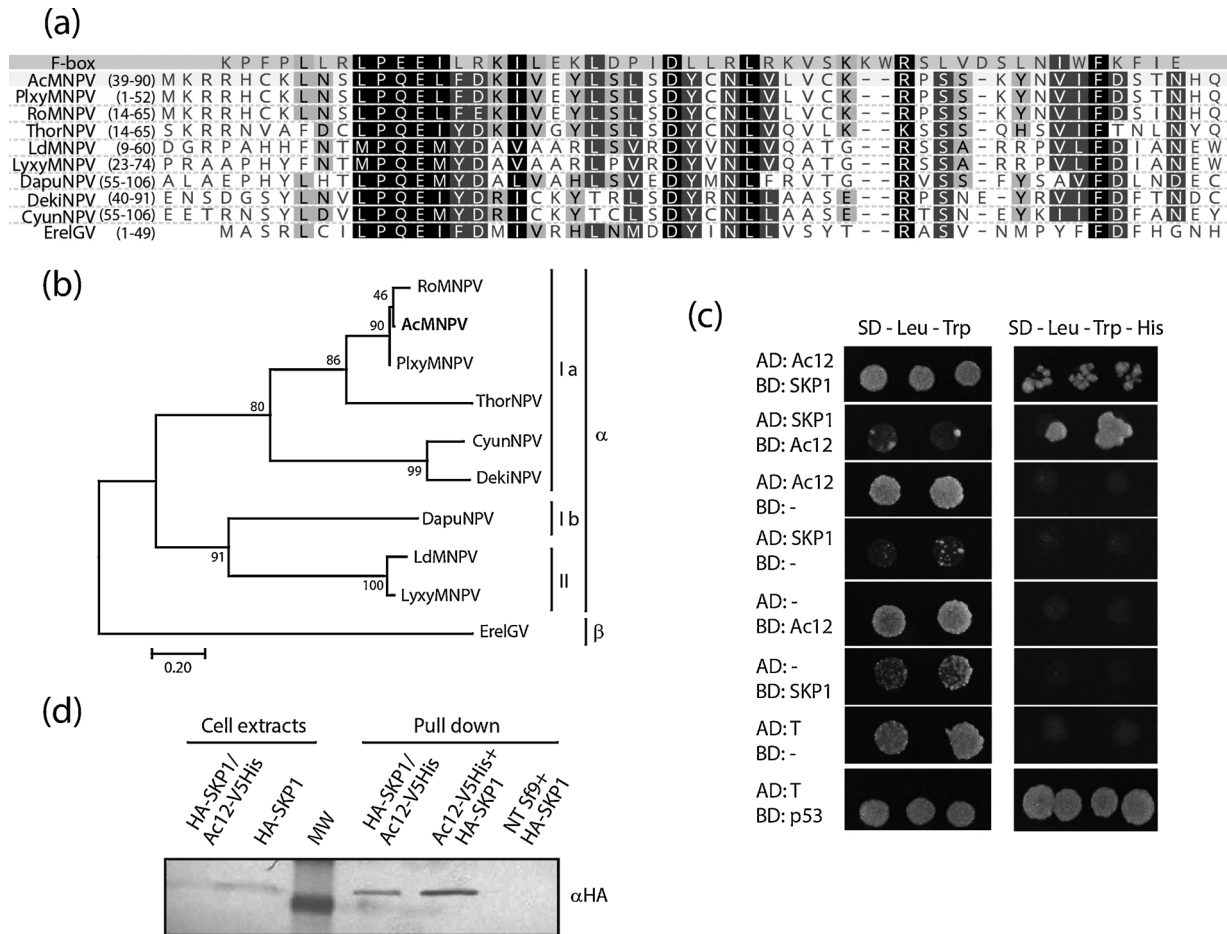 (a)
F-box K P F P L L R L P E E I L R K I L E K L D P I D L L R L R K V S K K W R S L V D S L N I W F K F I E
AcMNPV (39-90) M K R R H C K L N S L P Q E L F D K I V E Y L S L S D Y C N L V L V C K - - R P S S - K Y N V I F D S T N H Q
PlxyMNPV (1-52) M K R R H C K L N S L P Q E L F D K I V E Y L S L S D Y C N L V L V C K - - R P S S - K Y N V I F D S T N H Q
RoMNPV (14-65) M K R R H C K L N S L P Q E L F E K I V E Y L S L S D Y C N L V L V C K - - R P S S - K Y N V I F D S I N H Q
ThorNPV (14-65) S K R R N V A F D C L P Q E I Y D K I V G Y L S L S D Y C N L V Q V L K - - K S S S - Q H S V I F T N L N Y Q
LdMNPV (9-60) D G R P A H H F N T M P Q E M Y D A V A A R L S V R D Y V N L V Q A T G - - R S S A - R R P V L F D I A N E W
LyxyMNPV (23-74) P R A A P H Y F N T M P Q E M Y D A V A A R L P V R D Y V N L V Q A T G - - R S S A - R R P V L F D I A N E W
DapuNPV (55-106) A L A E P H Y L H T L P Q E M Y D A L V A H L S V E D Y M N L F R V T G - - R V S S - F Y S A V F D L N D E C
DekiNPV (40-91) E N S D G S Y L N V L P Q E I Y D R I C K Y T R L S D Y R N L L A A S E - - R P S N E - Y R V I F D F T N D C
CyunNPV (55-106) E E T R N S Y L D V L P Q E M Y D R I C K Y T C L S D Y R N L L A A S E - - R T S N - E Y K I I F D F A N E Y
ErelGV (1-49) M A S R L C I L P Q E I F D M I V R H L N M D D Y I N L L V S Y T - - R A S V - N M P Y F F D F H G N H
(b)
RoMNPV
46
90
AcMNPV
PlxyMNPV
86
ThorNPV
80
CyunNPV
99
DekiNPV
I a
α
DapuNPV
I b
91
LdMNPV
100
LyxyMNPV
II
ErelGV
β
0.20
(c)
SD - Leu - Trp SD - Leu - Trp - His
AD: Ac12
BD: SKP1
AD: SKP1
BD: Ac12
AD: Ac12
BD: -
AD: SKP1
BD: -
AD: -
BD: Ac12
AD: -
BD: SKP1
AD: T
BD: -
AD: T
BD: p53
(d)
Cell extracts Pull down
HA-SKP1/
Ac12-V5His
HA-SKP1
MW
HA-SKP1/
Ac12-V5His
Ac12-V5His+
HA-SKP1
NT Sf9+
HA-SKP1
αHA